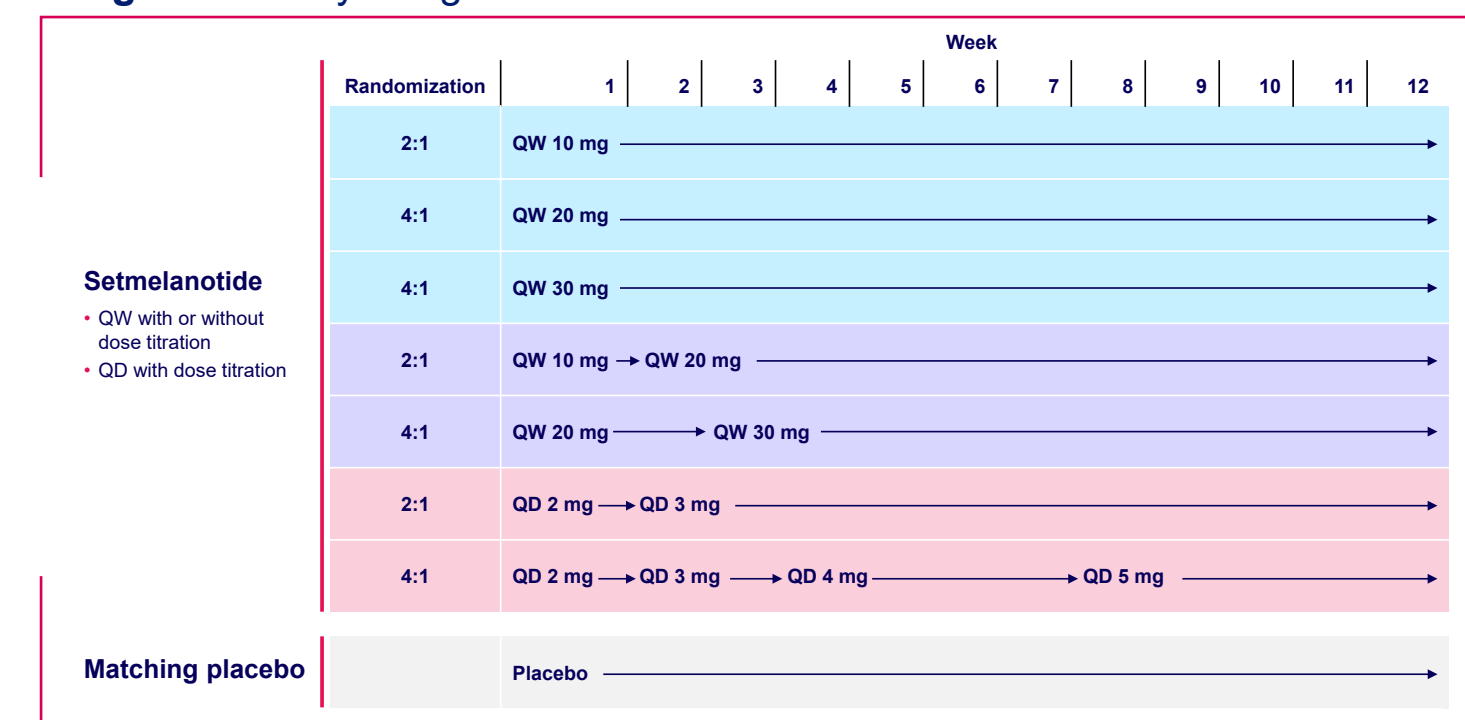 Week
Randomization 1 2 3 4 5 6 7 8 9 10 11 12
2:1 QW 10 mg
4:1 QW 20 mg
Setmelanotide
• QW with or without
dose titration
• QD with dose titration
4:1 QW 30 mg
2:1 QW 10 mg QW 20 mg
4:1 QW 20 mg QW 30 mg
2:1 QD 2 mg QD 3 mg
4:1 QD 2 mg QD 3 mg QD 4 mg QD 5 mg
Matching placebo Placebo